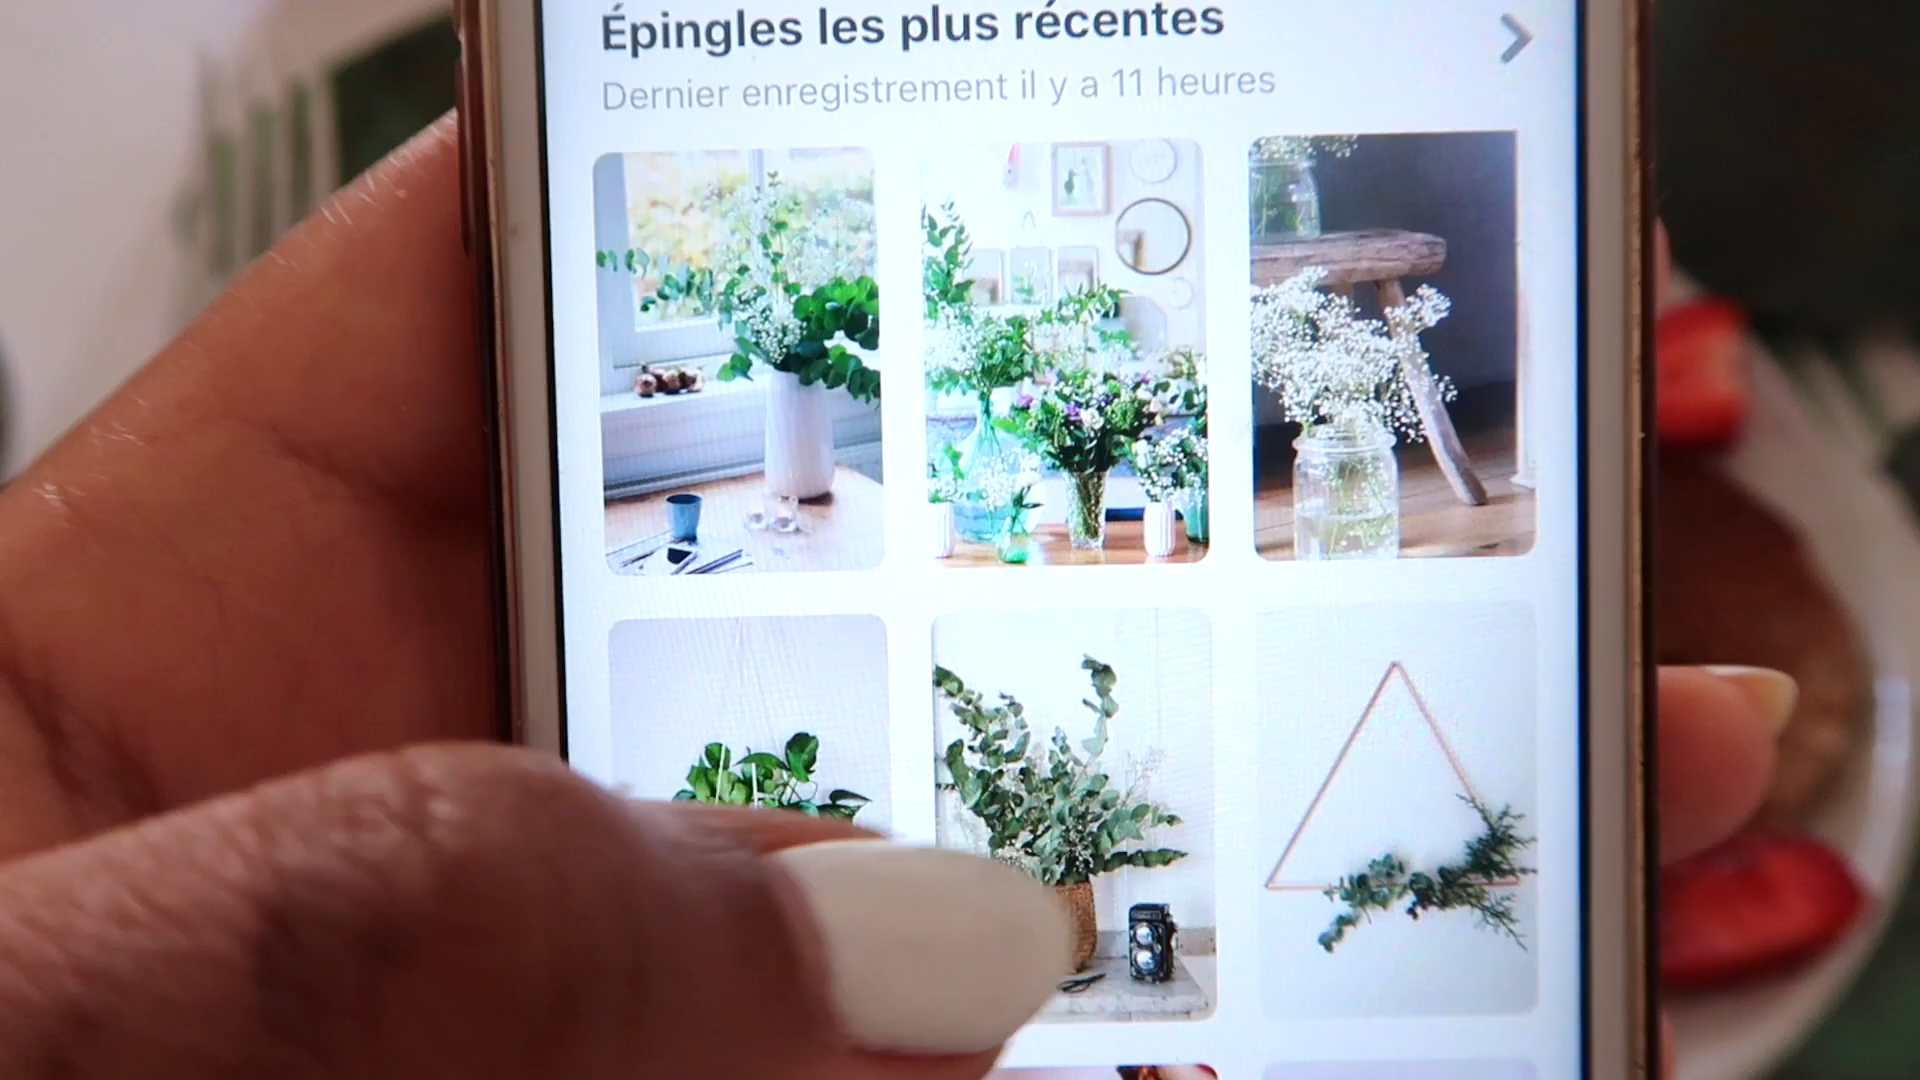 Épingles les plus récentes
Dernier enregistrement il y a 11 heures